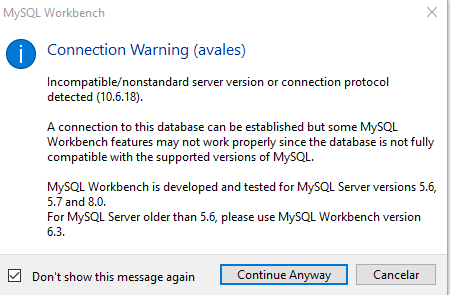 MySQL Workbench
Connection Warning (avales)
Incompatible/nonstandard server version or connection protocol
detected (10.6.18).
A connection to this database can be established but some MySQL
Workbench features may not work properly since the database is not fully
compatible with the supported versions of MySQL.
MySQL Workbench is developed and tested for MySQL Server versions 5.6,
5.7 and 8.0.
For MySQL Server older than 5.6, please use MySQL Workbench version
6.3.
Don't show this message again
Continue Anyway
Cancelar